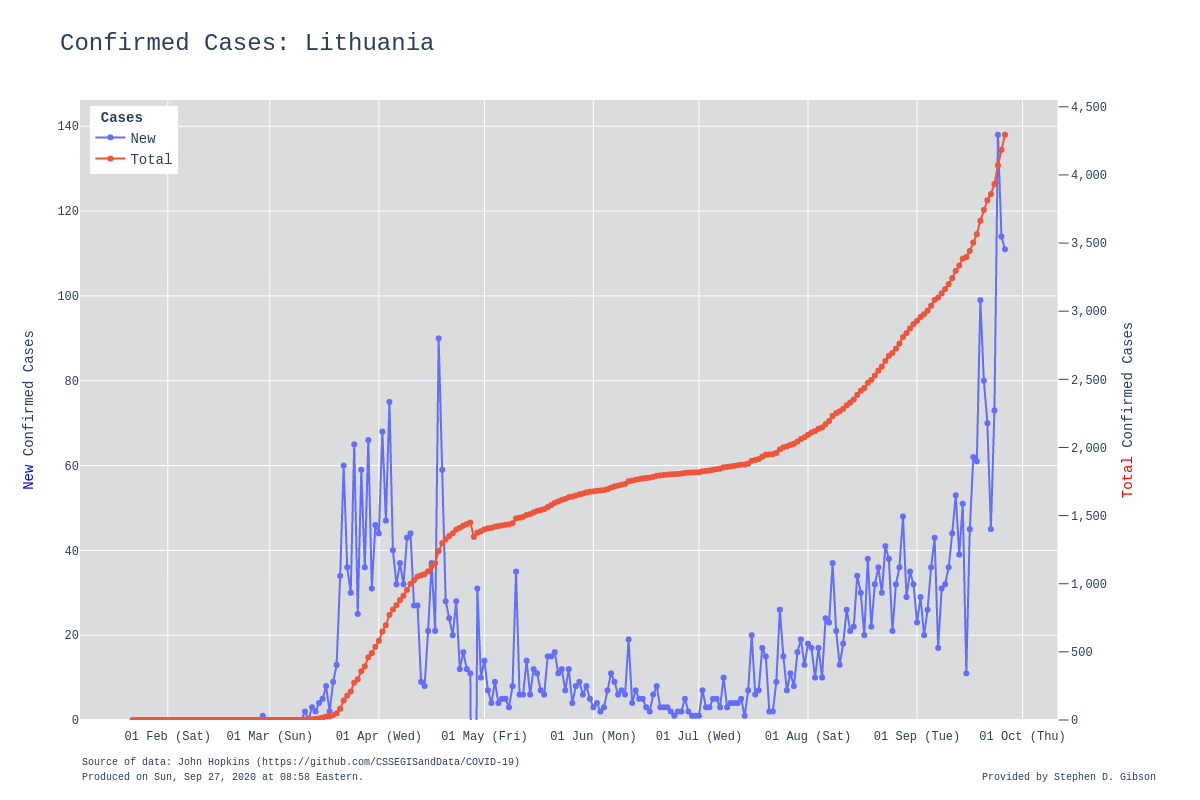 Confirmed Cases: Lithuania
Cases
New
Total
140
120
100
80
60
40
20
0
4,500
4,000
3,500
3,000
2,500
2,000
1,500
1,000
500
0
New Confirmed Cases
Total Confirmed Cases
01 Feb (Sat) 01 Mar (Sun) 01 Apr (Wed) 01 May (Fri) 01 Jun (Mon) 01 Jul (Wed) 01 Aug (Sat) 01 Sep (Tue) 01 Oct (Thu)
Source of data: John Hopkins (https://github.com/CSSEGISandData/COVID-19)
Produced on Sun, Sep 27, 2020 at 08:58 Eastern.
Provided by Stephen D. Gibson